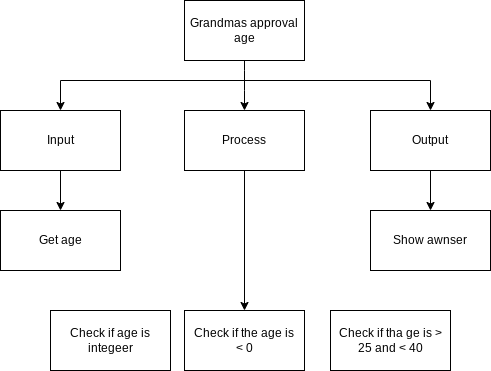 Grandmas approval
age
Input
Process
Output
Get age
Show awnser
Check if age is
integeer
Check if the age is
< 0
Check if tha ge is >
25 and < 40